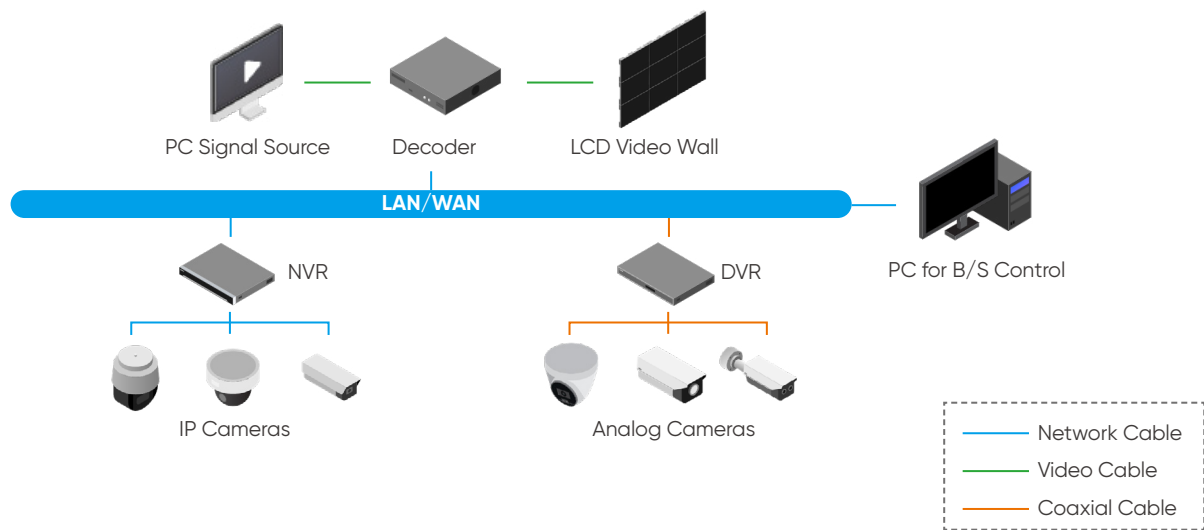 PC Signal Source
Decoder
LCD Video Wall
LAN/WAN
NVR
DVR
PC for B/S Control
IP Cameras
Analog Cameras
Network Cable
Video Cable
Coaxial Cable